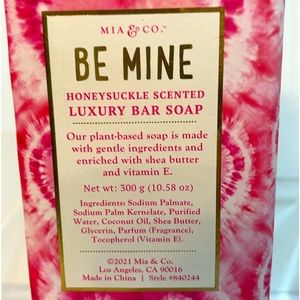 MIA & CO.™
BE MINE
HONEYSUCKLE SCENTED
LUXURY BAR SOAP
Our plant-based soap is made
with gentle ingredients and
enriched with shea butter
and vitamin E.
Net wt: 300 g (10.58 oz)
Ingredients: Sodium Palmate,
Sodium Palm Kernelate, Purified
Water, Coconut Oil, Shea Butter,
Glycerin, Parfum (Fragrance),
Tocopherol (Vitamin E).
©2021 Mia & Co.
Los Angeles, CA 90016
Made in China | Style #840244